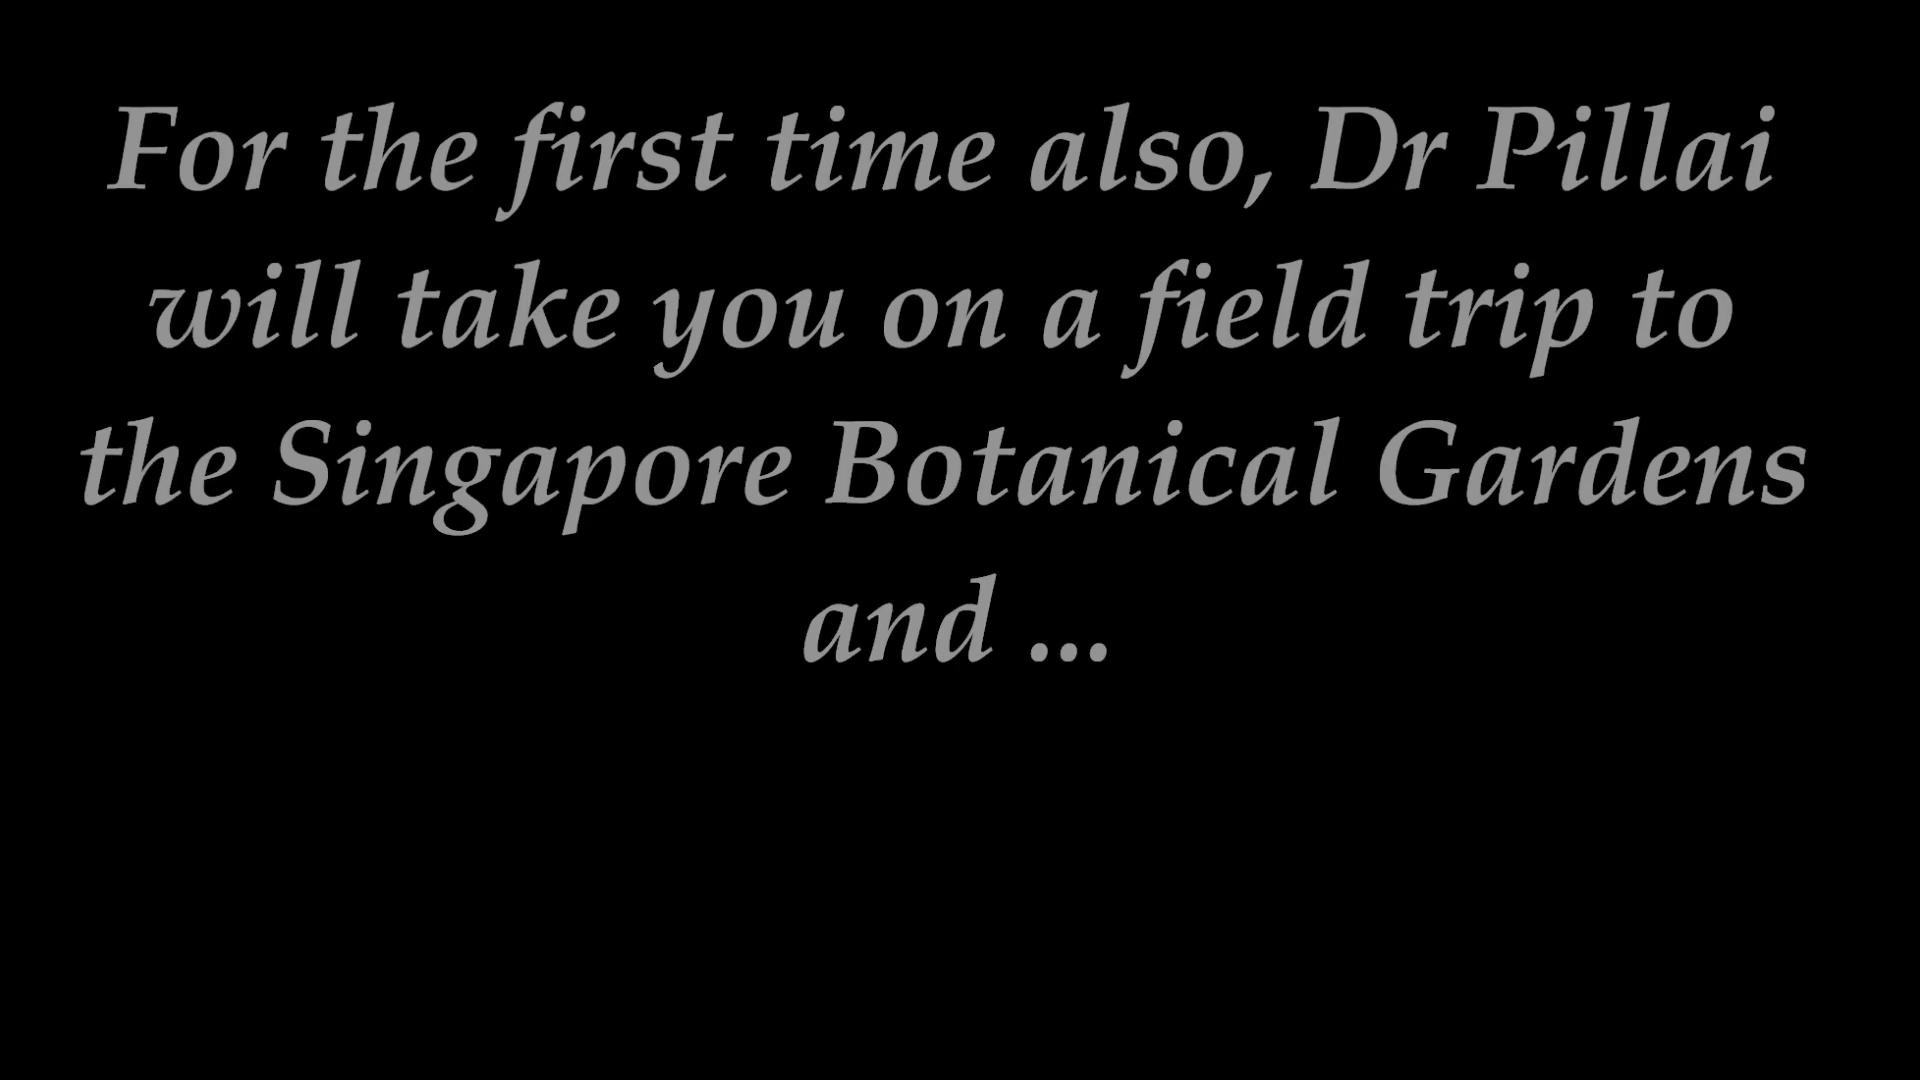 For the first time also, Dr Pillai
will take you on a field trip to
the Singapore Botanical Gardens
and ...